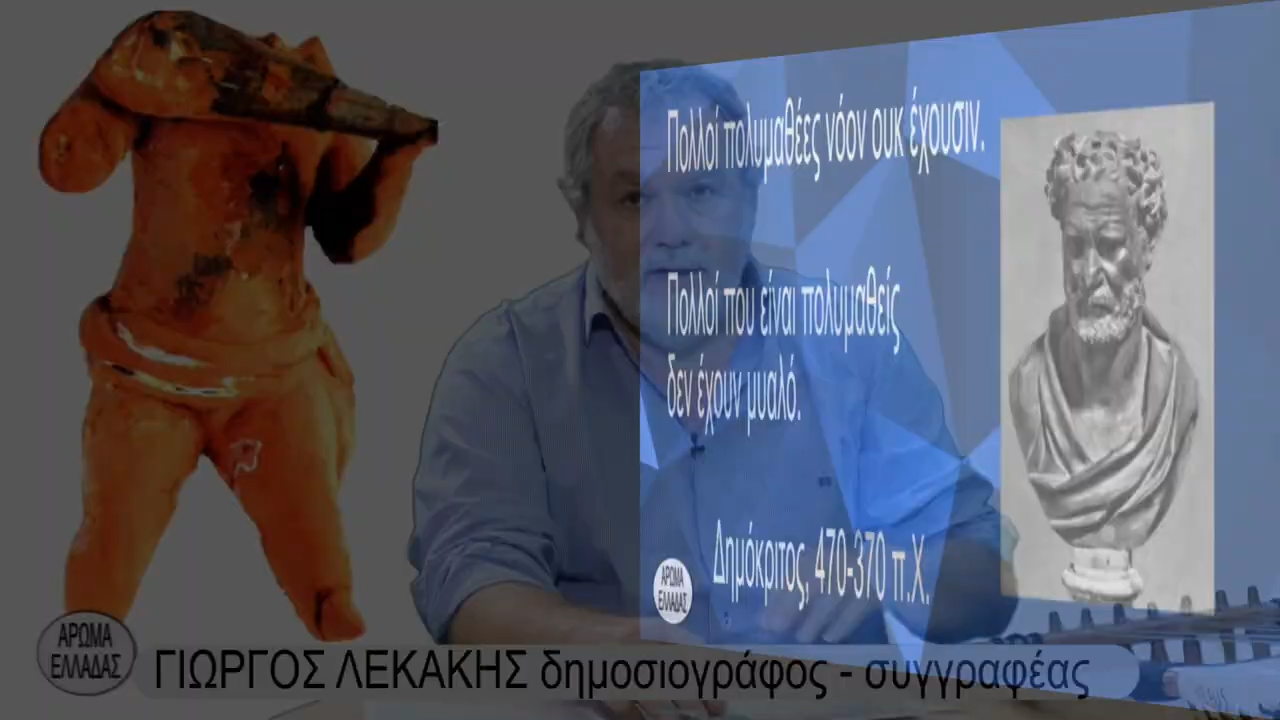 Πολλοί πολυμαθέες νόον ουκ έχουσιν.
Πολλοί που είναι πολυμαθείς
δεν έχουν μυαλό.
Δημόκριτος, 470-370 π.Χ.
ΑΡΩΜΑ
ΕΛΛΑΔΑΣ
ΑΡΩΜΑ
ΕΛΛΑΔΑΣ
ΓΙΩΡΓΟΣ ΛΕΚΑΚΗΣ δημοσιογράφος - συγγραφέας